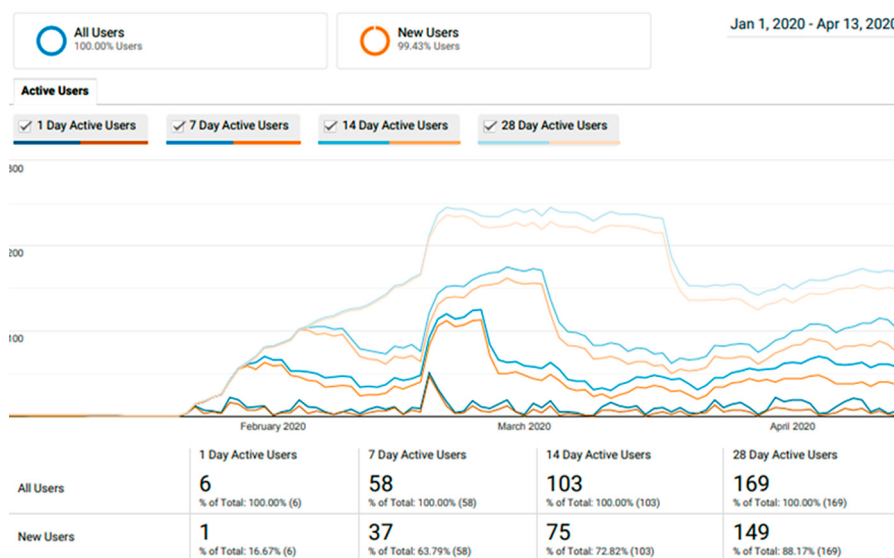 All Users
100.00% Users
New Users
99.43% Users
Jan 1, 2020 - Apr 13, 2020
Active Users
1 Day Active Users
7 Day Active Users
14 Day Active Users
28 Day Active Users
300
200
100
February 2020
March 2020
April 2020
1 Day Active Users
7 Day Active Users
14 Day Active Users
28 Day Active Users
All Users
6
58
103
169
% of Total: 100.00% (6)
% of Total: 100.00% (58)
% of Total: 100.00% (103)
% of Total: 100.00% (169)
New Users
1
37
75
149
% of Total: 16.67% (6)
% of Total: 63.79% (58)
% of Total: 72.82% (103)
% of Total: 88.17% (169)